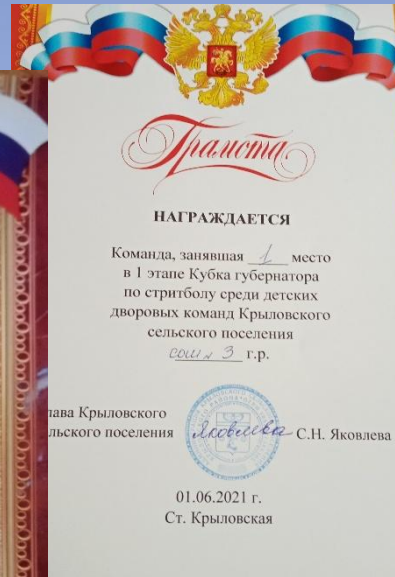 Грамота
НАГРАЖДАЕТСЯ
Команда, занявшая 1 место
в 1 этапе Кубка губернатора
по стритболу среди детских
дворовых команд Крыловского
сельского поселения
сош № 3 г.р.
лава Крыловского
льского поселения Яковлева С.Н. Яковлева
01.06.2021 г.
Ст. Крыловская